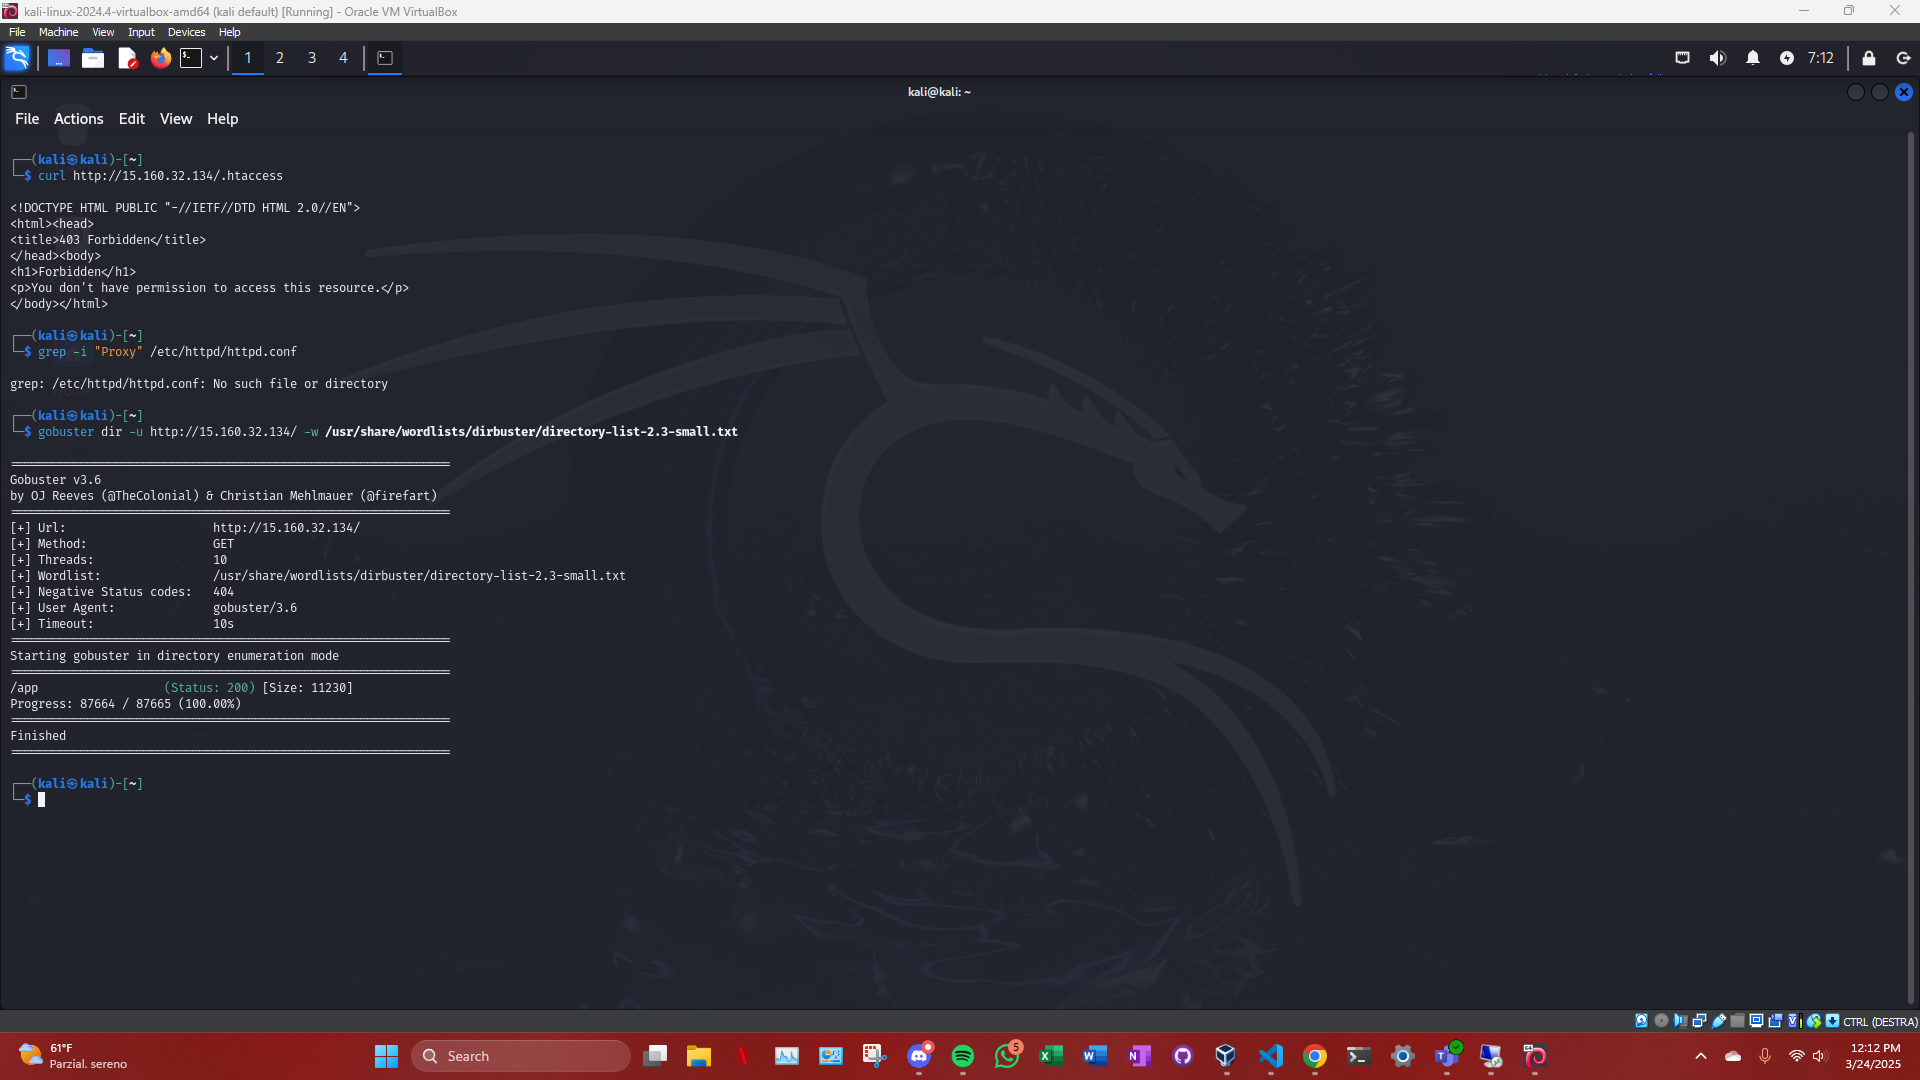 kali-linux-2024.4-virtualbox-amd64 (kali default) [Running] - Oracle VM VirtualBox
File Machine View Input Devices Help
1 2 3 4
7:12
kali@kali: ~
File Actions Edit View Help
┌──(kali㉿kali)-[~]
└─$ curl http://15.160.32.134/.htaccess
<!DOCTYPE HTML PUBLIC "-//IETF//DTD HTML 2.0//EN">
<html><head>
<title>403 Forbidden</title>
</head><body>
<h1>Forbidden</h1>
<p>You don't have permission to access this resource.</p>
</body></html>
┌──(kali㉿kali)-[~]
└─$ grep -i "Proxy" /etc/httpd/httpd.conf
grep: /etc/httpd/httpd.conf: No such file or directory
┌──(kali㉿kali)-[~]
└─$ gobuster dir -u http://15.160.32.134/ -w /usr/share/wordlists/dirbuster/directory-list-2.3-small.txt
===============================================================
Gobuster v3.6
by OJ Reeves (@TheColonial) & Christian Mehlmauer (@firefart)
===============================================================
[+] Url: http://15.160.32.134/
[+] Method: GET
[+] Threads: 10
[+] Wordlist: /usr/share/wordlists/dirbuster/directory-list-2.3-small.txt
[+] Negative Status codes: 404
[+] User Agent: gobuster/3.6
[+] Timeout: 10s
===============================================================
Starting gobuster in directory enumeration mode
===============================================================
/app (Status: 200) [Size: 11230]
Progress: 87664 / 87665 (100.00%)
===============================================================
Finished
===============================================================
┌──(kali㉿kali)-[~]
└─$
CTRL (DESTRA)
61°F
Parzial. sereno
Search
5
12:12 PM
3/24/2025